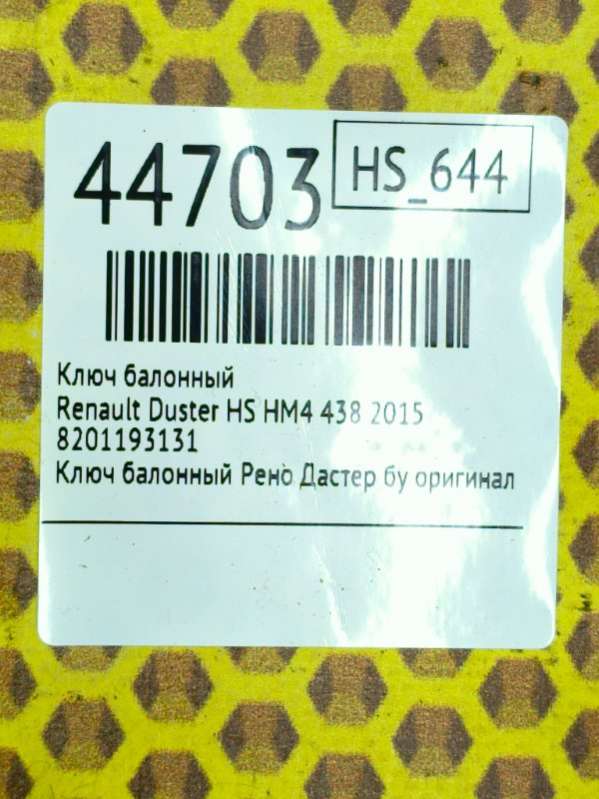 44703
HS_644
Ключ балонный
Renault Duster HS HM4 438 2015
8201193131
Ключ балонный Рено Дастер бу оригинал